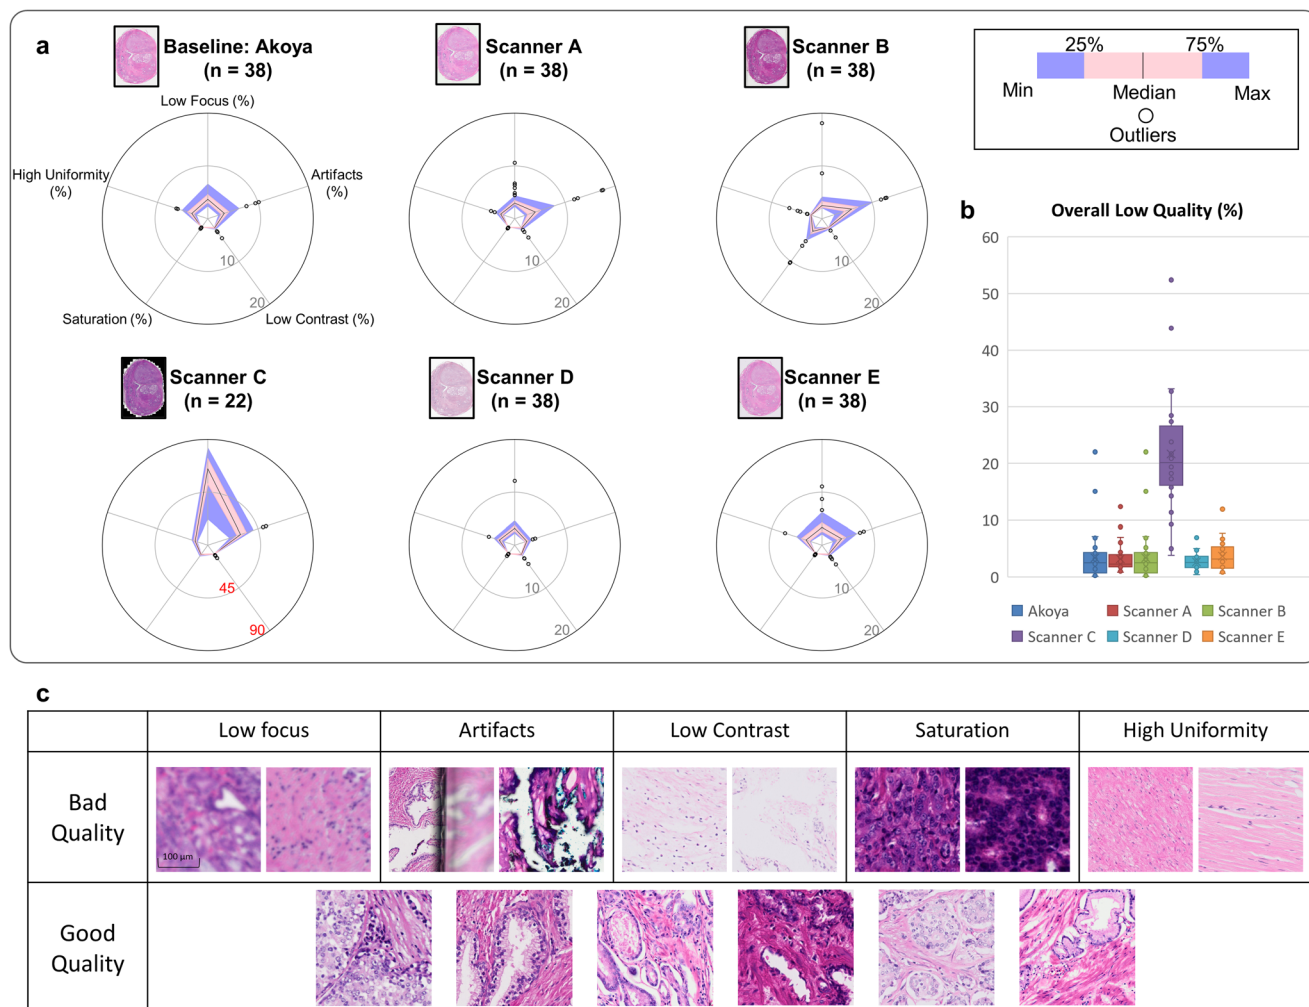 a
Baseline: Akoya
(n = 38)
Scanner A
(n = 38)
Scanner B
(n = 38)
25%
75%
Min
Median
Max
Outliers
Low Focus (%)
High Uniformity
(%)
Artifacts
(%)
Saturation (%)
Low Contrast (%)
10
20
10
20
10
20
Scanner C
(n = 22)
Scanner D
(n = 38)
Scanner E
(n = 38)
45
90
10
20
10
20
b
Overall Low Quality (%)
60
50
40
30
20
10
0
Akoya
Scanner A
Scanner B
Scanner C
Scanner D
Scanner E
c
Low focus
Artifacts
Low Contrast
Saturation
High Uniformity
Bad
Quality
100 µm
Good
Quality